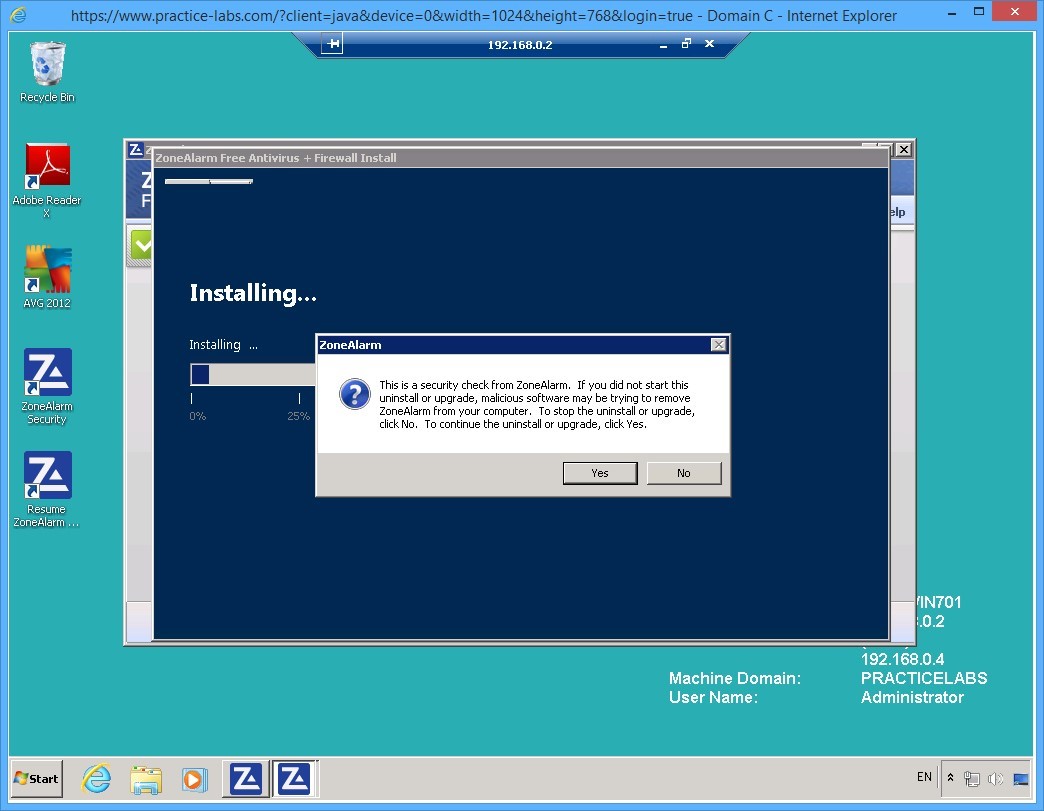 https://www.practice-labs.com/?client=java&device=0&width=1024&height=768&login=true - Domain C - Internet Explorer
192.168.0.2
Recycle Bin
Adobe Reader
X
AVG 2012
ZoneAlarm
Security
Resume
ZoneAlarm ...
ZoneAlarm Free Antivirus + Firewall Install
elp
Installing...
Installing ...
0%
25%
ZoneAlarm
This is a security check from ZoneAlarm. If you did not start this
uninstall or upgrade, malicious software may be trying to remove
ZoneAlarm from your computer. To stop the uninstall or upgrade,
click No. To continue the uninstall or upgrade, click Yes.
Yes
No
WIN701
.0.2
192.168.0.4
Machine Domain: PRACTICELABS
User Name: Administrator
Start
EN